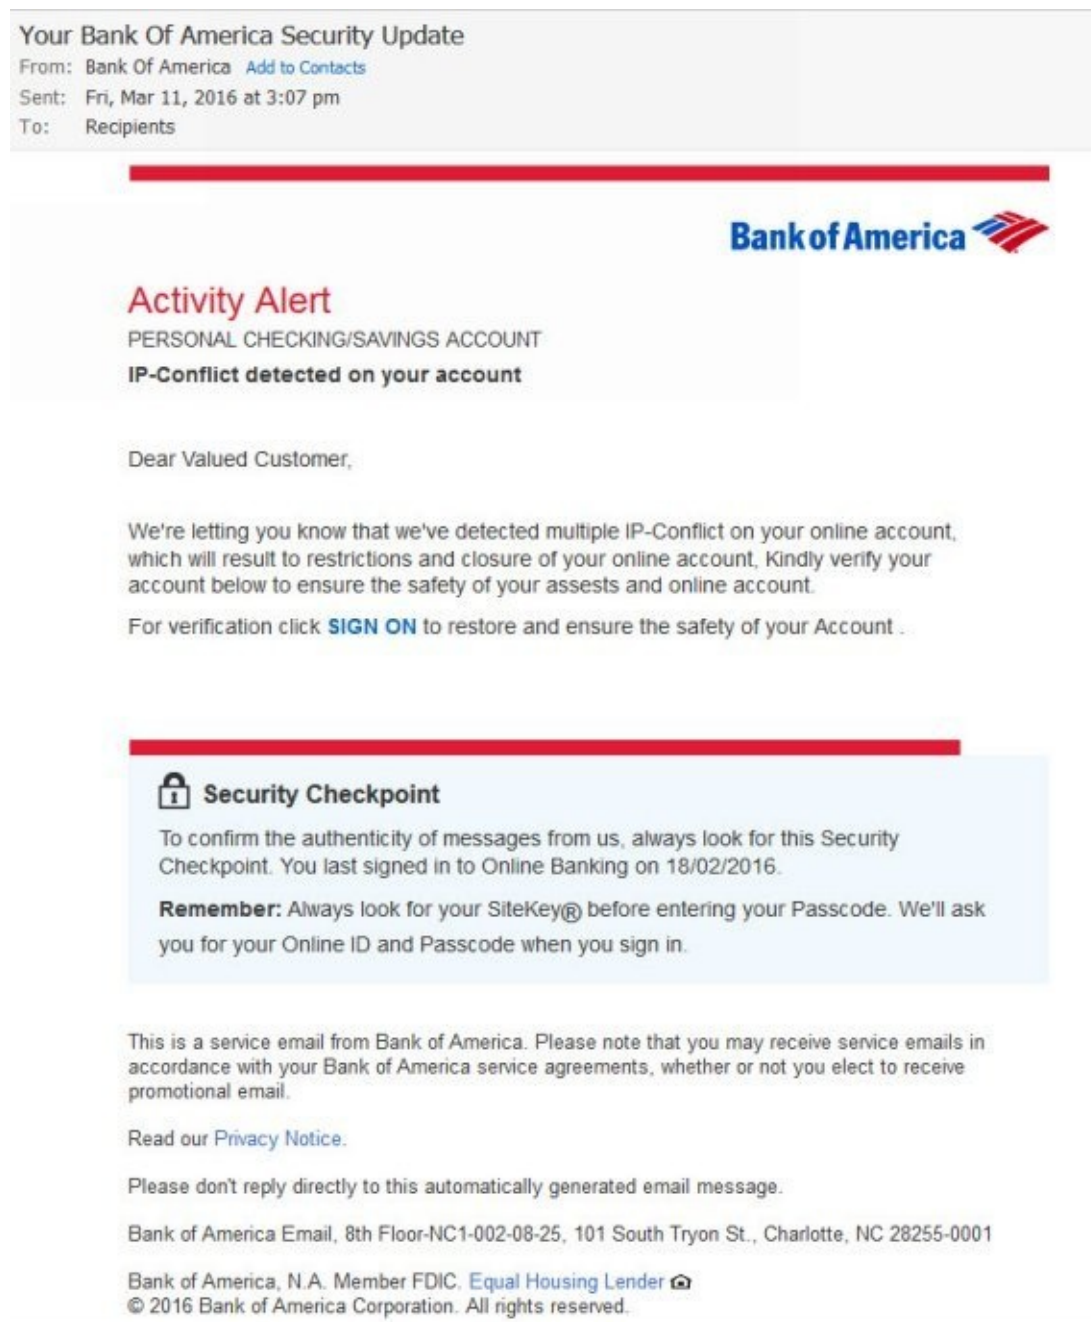 Your Bank Of America Security Update
From: Bank Of America Add to Contacts
Sent: Fri, Mar 11, 2016 at 3:07 pm
To: Recipients
Bank of America
Activity Alert
PERSONAL CHECKING/SAVINGS ACCOUNT
IP-Conflict detected on your account
Dear Valued Customer,
We're letting you know that we've detected multiple IP-Conflict on your online account,
which will result to restrictions and closure of your online account, Kindly verify your
account below to ensure the safety of your assests and online account.
For verification click SIGN ON to restore and ensure the safety of your Account .
Security Checkpoint
To confirm the authenticity of messages from us, always look for this Security
Checkpoint. You last signed in to Online Banking on 18/02/2016.
Remember: Always look for your SiteKey® before entering your Passcode. We'll ask
you for your Online ID and Passcode when you sign in.
This is a service email from Bank of America. Please note that you may receive service emails in
accordance with your Bank of America service agreements, whether or not you elect to receive
promotional email.
Read our Privacy Notice.
Please don't reply directly to this automatically generated email message.
Bank of America Email, 8th Floor-NC1-002-08-25, 101 South Tryon St., Charlotte, NC 28255-0001
Bank of America, N.A. Member FDIC. Equal Housing Lender
© 2016 Bank of America Corporation. All rights reserved.